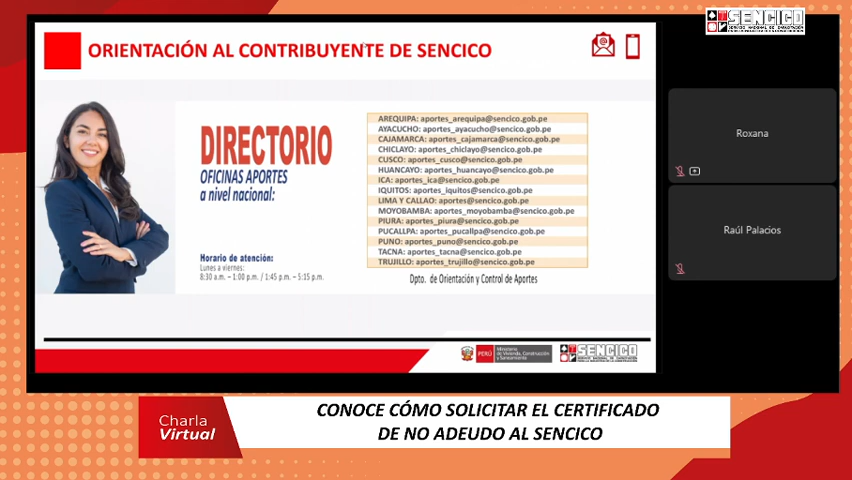 SENCICO
ORIENTACIÓN AL CONTRIBUYENTE DE SENCICO
DIRECTORIO
OFICINAS APORTES
a nivel nacional:
Horario de atención:
Lunes a viernes:
8:30 a.m. – 1:00 p.m. / 1:45 p.m. – 5:15 p.m.
AREQUIPA: aportes_arequipa@sencico.gob.pe
AYACUCHO: aportes_ayacucho@sencico.gob.pe
CAJAMARCA: aportes_cajamarca@sencico.gob.pe
CHICLAYO: aportes_chiclayo@sencico.gob.pe
CUSCO: aportes_cusco@sencico.gob.pe
HUANCAYO: aportes_huancayo@sencico.gob.pe
ICA: aportes_ica@sencico.gob.pe
IQUITOS: aportes_iquitos@sencico.gob.pe
LIMA Y CALLAO: aportes@sencico.gob.pe
MOYOBAMBA: aportes_moyobamba@sencico.gob.pe
PIURA: aportes_piura@sencico.gob.pe
PUCALLPA: aportes_pucallpa@sencico.gob.pe
PUNO: aportes_puno@sencico.gob.pe
TACNA: aportes_tacna@sencico.gob.pe
TRUJILLO: aportes_trujillo@sencico.gob.pe
Dpto. de Orientación y Control de Aportes
Roxana
Raúl Palacios
PERÚ
Ministerio
de Vivienda, Construcción
y Saneamiento
SENCICO
Charla
Virtual
CONOCE CÓMO SOLICITAR EL CERTIFICADO
DE NO ADEUDO AL SENCICO